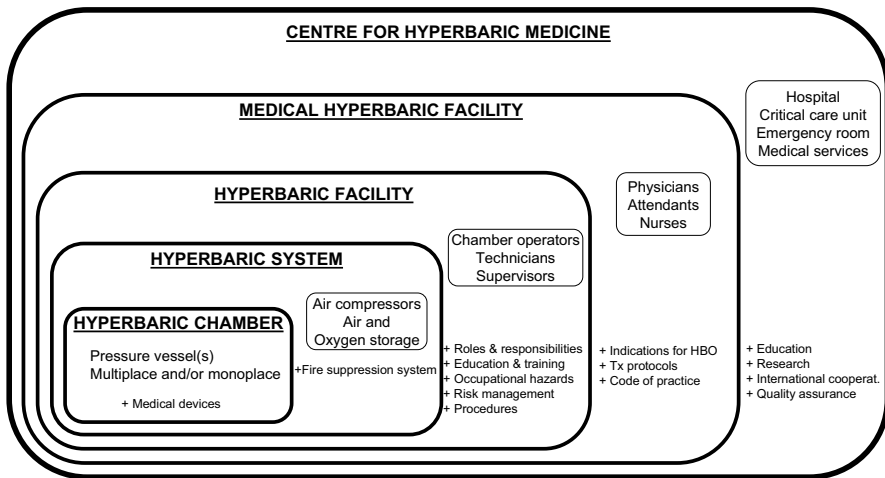 CENTRE FOR HYPERBARIC MEDICINE
Hospital
Critical care unit
Emergency room
Medical services
MEDICAL HYPERBARIC FACILITY
Physicians
Attendants
Nurses
HYPERBARIC FACILITY
Chamber operators
Technicians
Supervisors
HYPERBARIC SYSTEM
Air compressors
Air and
Oxygen storage
HYPERBARIC CHAMBER
Pressure vessel(s)
Multiplace and/or monoplace
+ Medical devices
+Fire suppression system
+ Roles & responsibilities
+ Education & training
+ Occupational hazards
+ Risk management
+ Procedures
+ Indications for HBO
+ Tx protocols
+ Code of practice
+ Education
+ Research
+ International cooperat.
+ Quality assurance